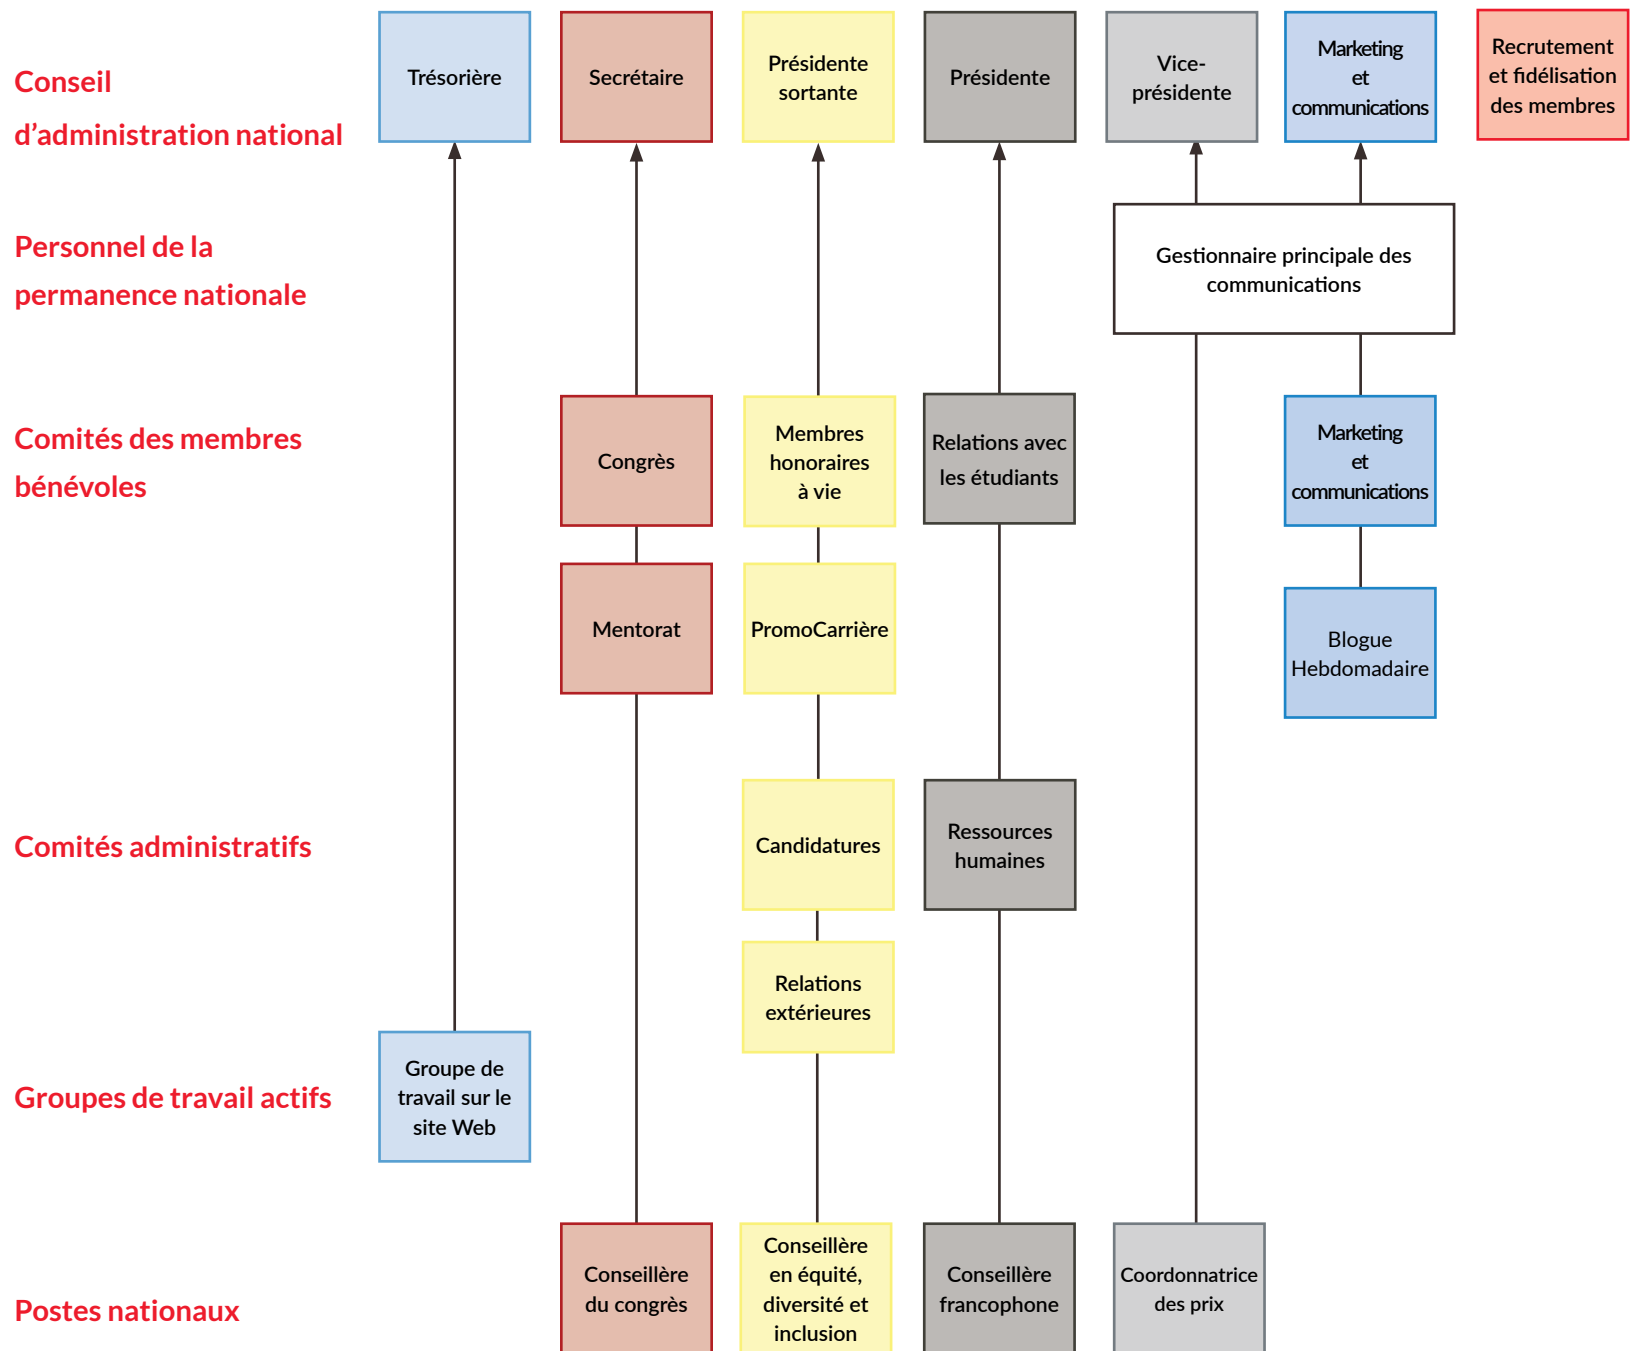 Conseil
d'administration national
Trésorière
Secrétaire
Présidente
sortante
Présidente
Vice-
présidente
Marketing
et
communications
Recrutement
et fidélisation
des membres
Personnel de la
permanence nationale
Gestionnaire principale des
communications
Comités des membres
bénévoles
Congrès
Membres
honoraires
à vie
Relations avec
les étudiants
Marketing
et
communications
Mentorat
PromoCarrière
Blogue
Hebdomadaire
Comités administratifs
Candidatures
Ressources
humaines
Relations
extérieures
Groupes de travail actifs
Groupe de
travail sur le
site Web
Postes nationaux
Conseillère
du congrès
Conseillère
en équité,
diversité et
inclusion
Conseillère
francophone
Coordonnatrice
des prix